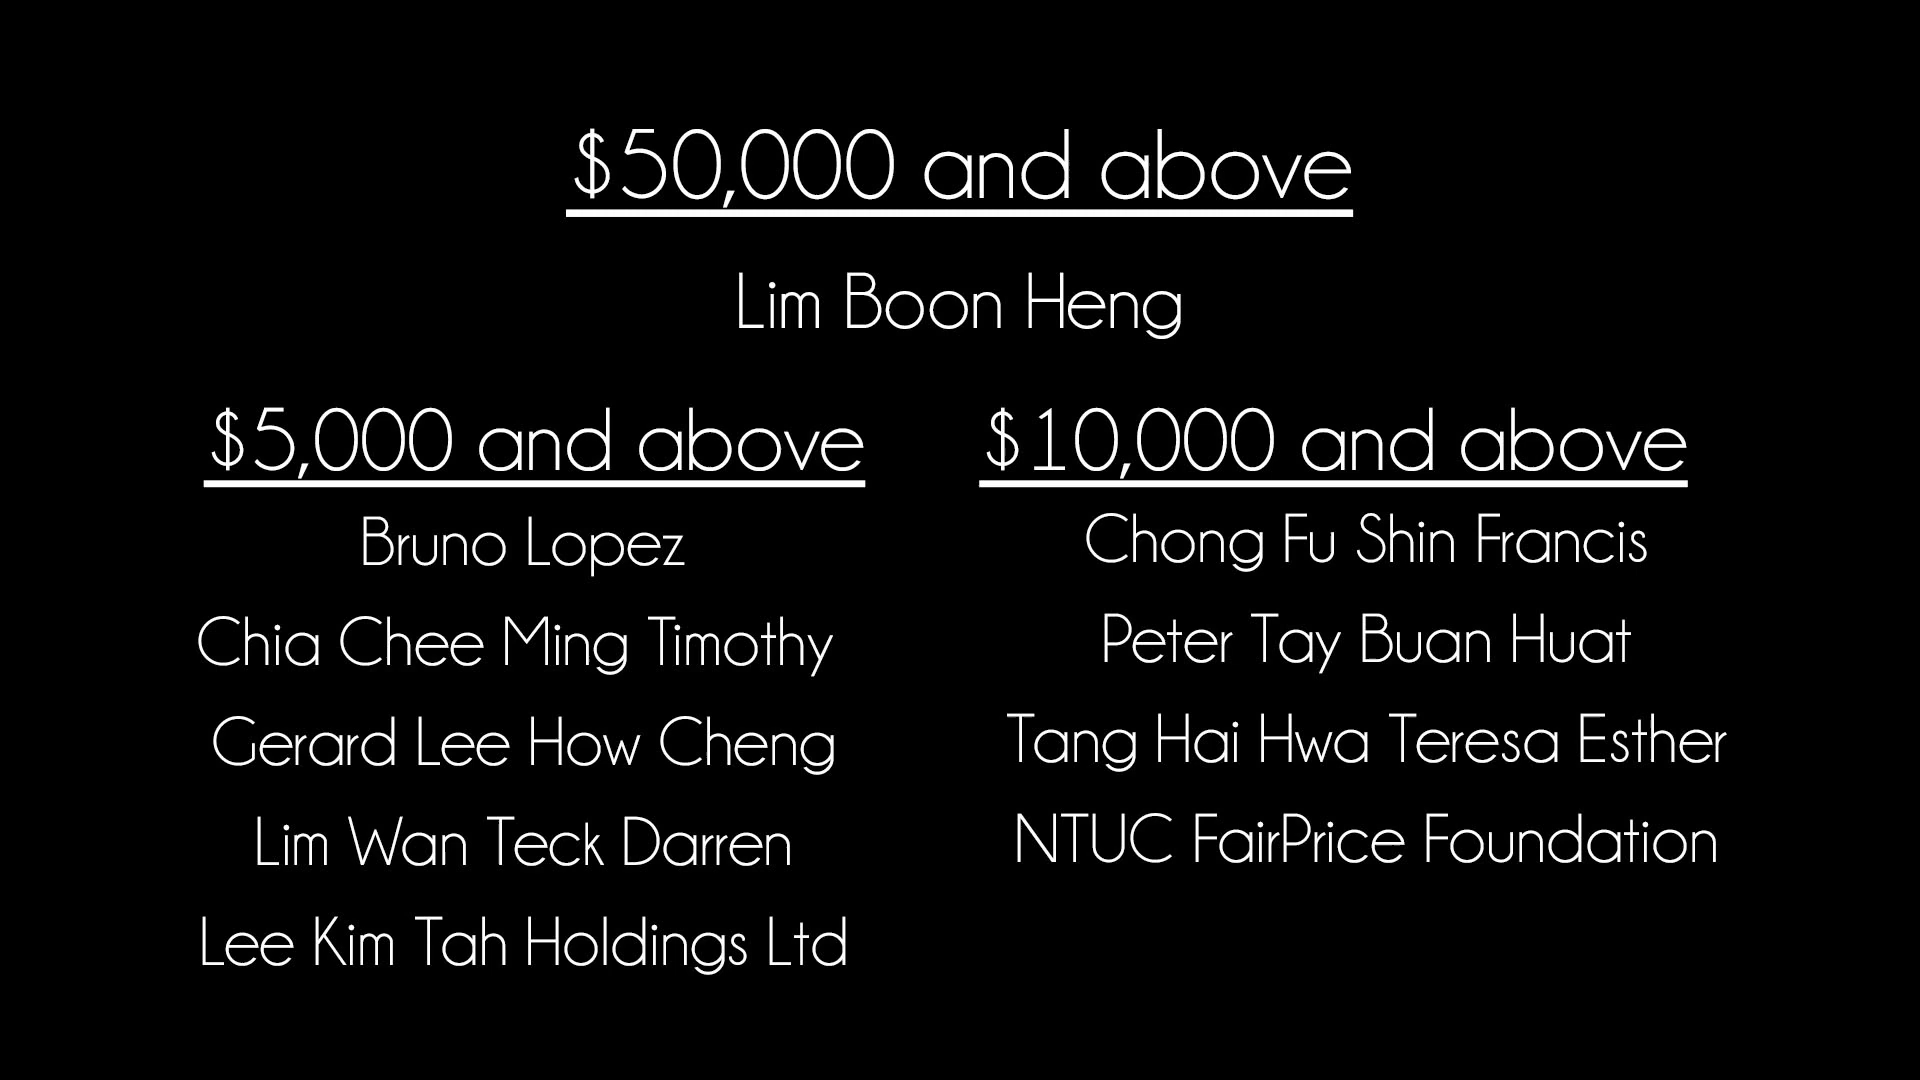 $50,000 and above
Lim Boon Heng
$5,000 and above
Bruno Lopez
Chia Chee Ming Timothy
Gerard Lee How Cheng
Lim Wan Teck Darren
Lee Kim Tah Holdings Ltd
$10,000 and above
Chong Fu Shin Francis
Peter Tay Buan Huat
Tang Hai Hwa Teresa Esther
NTUC FairPrice Foundation